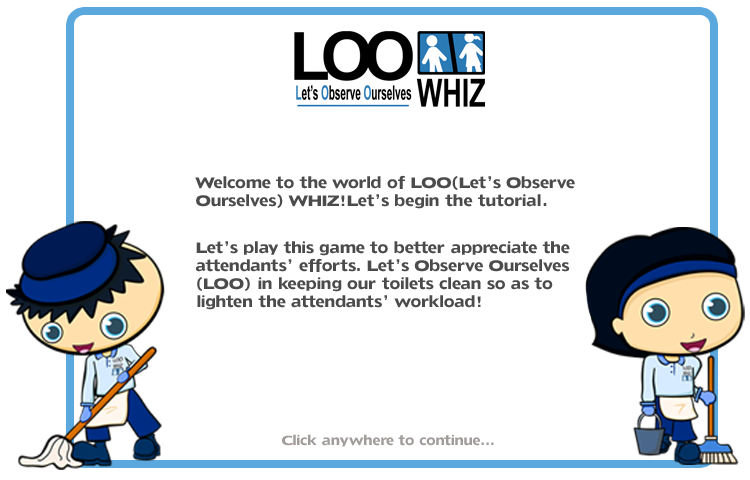 LOO
Let's Observe Ourselves
WHIZ
Welcome to the world of LOO(Let's Observe
Ourselves) WHIZ!Let's begin the tutorial.
Let's play this game to better appreciate the
attendants' efforts. Let's Observe Ourselves
(LOO) in keeping our toilets clean so as to
lighten the attendants' workload!
LOO
WHIZ
Click anywhere to continue...